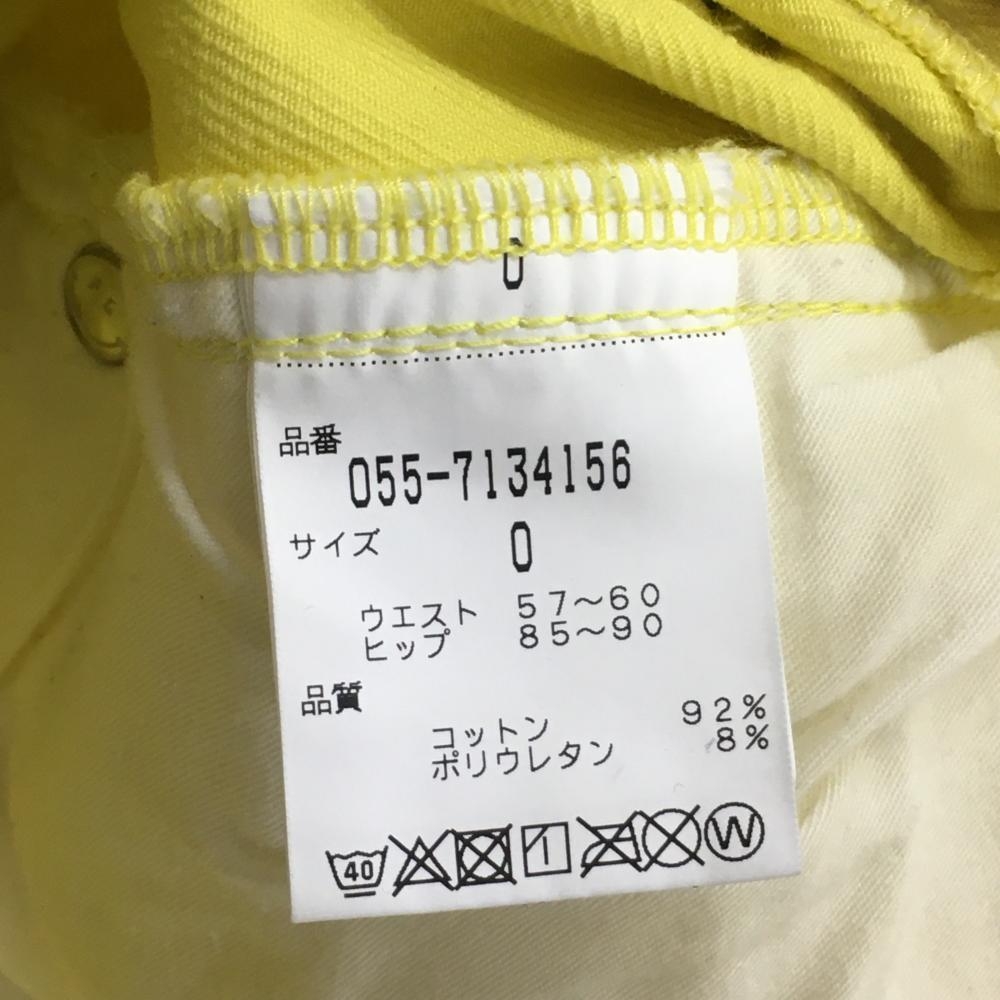 0
品番
055-7134156
サイズ 0
ウエスト 57〜60
ヒップ 85〜90
品質
コットン 92%
ポリウレタン 8%
40 W